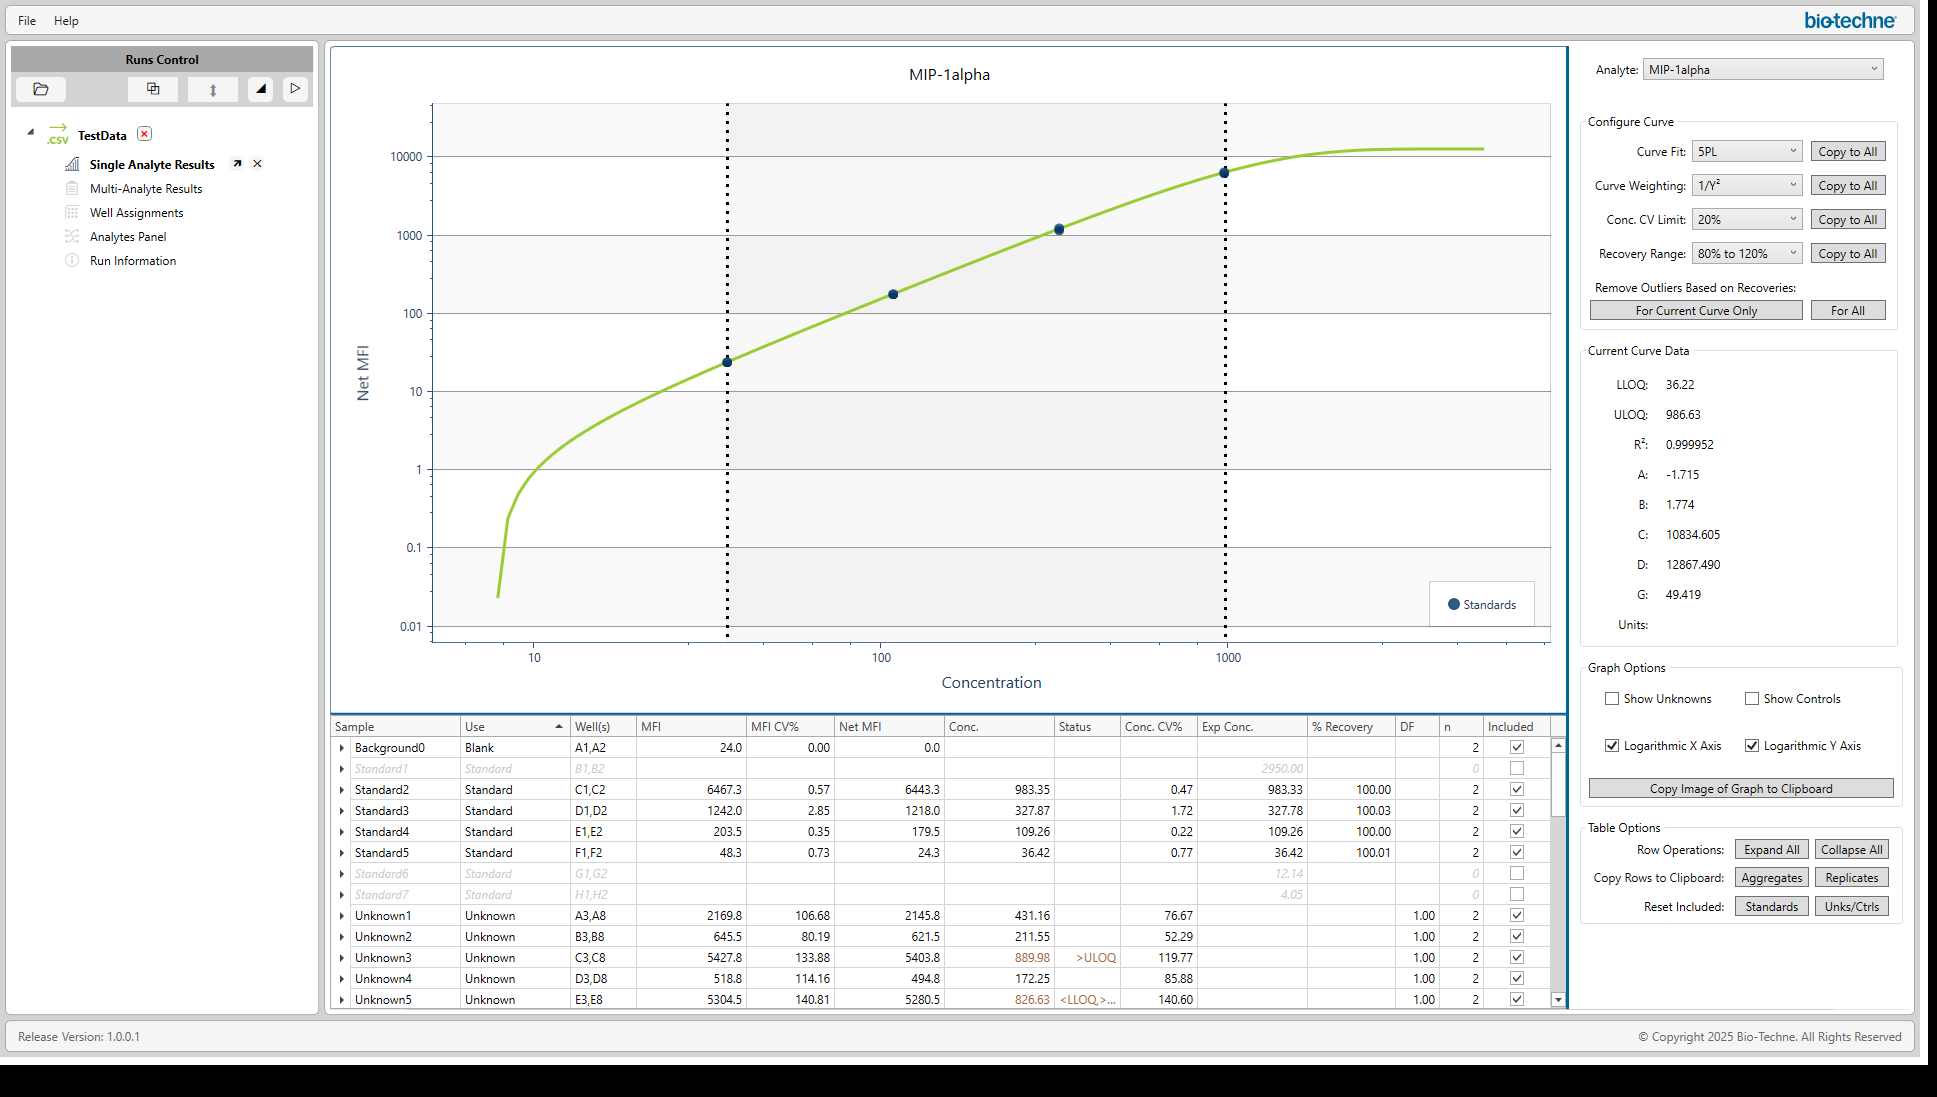 File Help
bio-techne
Runs Control
.CSV TestData
Single Analyte Results
Multi-Analyte Results
Well Assignments
Analytes Panel
Run Information
MIP-1alpha
Net MFI
10000
1000
100
10
1
0.1
0.01
10 100 1000
Concentration
Standards
Sample Use Well(s) MFI MFI CV% Net MFI Conc. Status Conc. CV% Exp Conc. % Recovery DF n Included
Background0 Blank A1,A2 24.0 0.00 0.0 2
Standard1 Standard B1,B2 2950.00 0
Standard2 Standard C1,C2 6467.3 0.57 6443.3 983.35 0.47 983.33 100.00 2
Standard3 Standard D1,D2 1242.0 2.85 1218.0 327.87 1.72 327.78 100.03 2
Standard4 Standard E1,E2 203.5 0.35 179.5 109.26 0.22 109.26 100.00 2
Standard5 Standard F1,F2 48.3 0.73 24.3 36.42 0.77 36.42 100.01 2
Standard6 Standard G1,G2 12.14 0
Standard7 Standard H1,H2 4.05 0
Unknown1 Unknown A3,A8 2169.8 106.68 2145.8 431.16 76.67 1.00 2
Unknown2 Unknown B3,B8 645.5 80.19 621.5 211.55 52.29 1.00 2
Unknown3 Unknown C3,C8 5427.8 133.88 5403.8 889.98 >ULOQ 119.77 1.00 2
Unknown4 Unknown D3,D8 518.8 114.16 494.8 172.25 85.88 1.00 2
Unknown5 Unknown E3,E8 5304.5 140.81 5280.5 826.63 <LLOQ,>... 140.60 1.00 2
Analyte: MIP-1alpha
Configure Curve
Curve Fit: 5PL Copy to All
Curve Weighting: 1/Y² Copy to All
Conc. CV Limit: 20% Copy to All
Recovery Range: 80% to 120% Copy to All
Remove Outliers Based on Recoveries:
For Current Curve Only For All
Current Curve Data
LLOQ: 36.22
ULOQ: 986.63
R²: 0.999952
A: -1.715
B: 1.774
C: 10834.605
D: 12867.490
G: 49.419
Units:
Graph Options
Show Unknowns Show Controls
Logarithmic X Axis Logarithmic Y Axis
Copy Image of Graph to Clipboard
Table Options
Row Operations: Expand All Collapse All
Copy Rows to Clipboard: Aggregates Replicates
Reset Included: Standards Unks/Ctrls
Release Version: 1.0.0.1
© Copyright 2025 Bio-Techne. All Rights Reserved